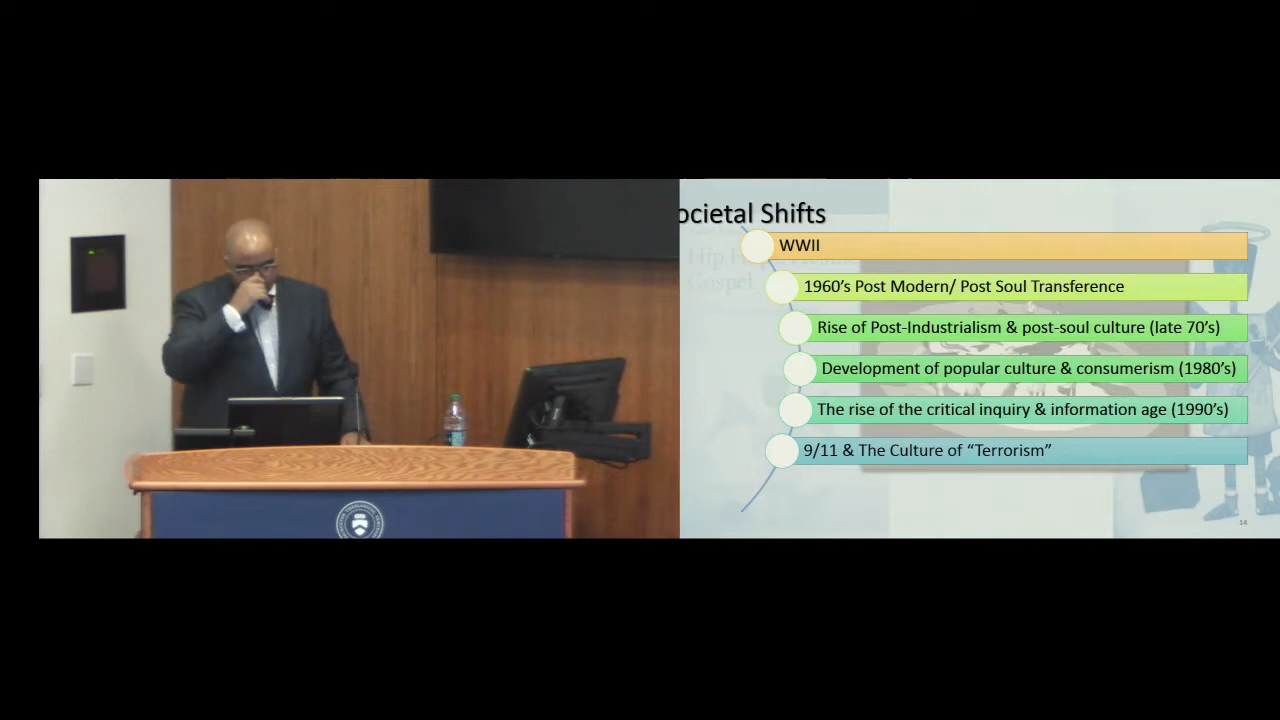 ocietal Shifts
WWII
1960's Post Modern/ Post Soul Transference
Rise of Post-Industrialism & post-soul culture (late 70's)
Development of popular culture & consumerism (1980's)
The rise of the critical inquiry & information age (1990's)
9/11 & The Culture of “Terrorism”
14